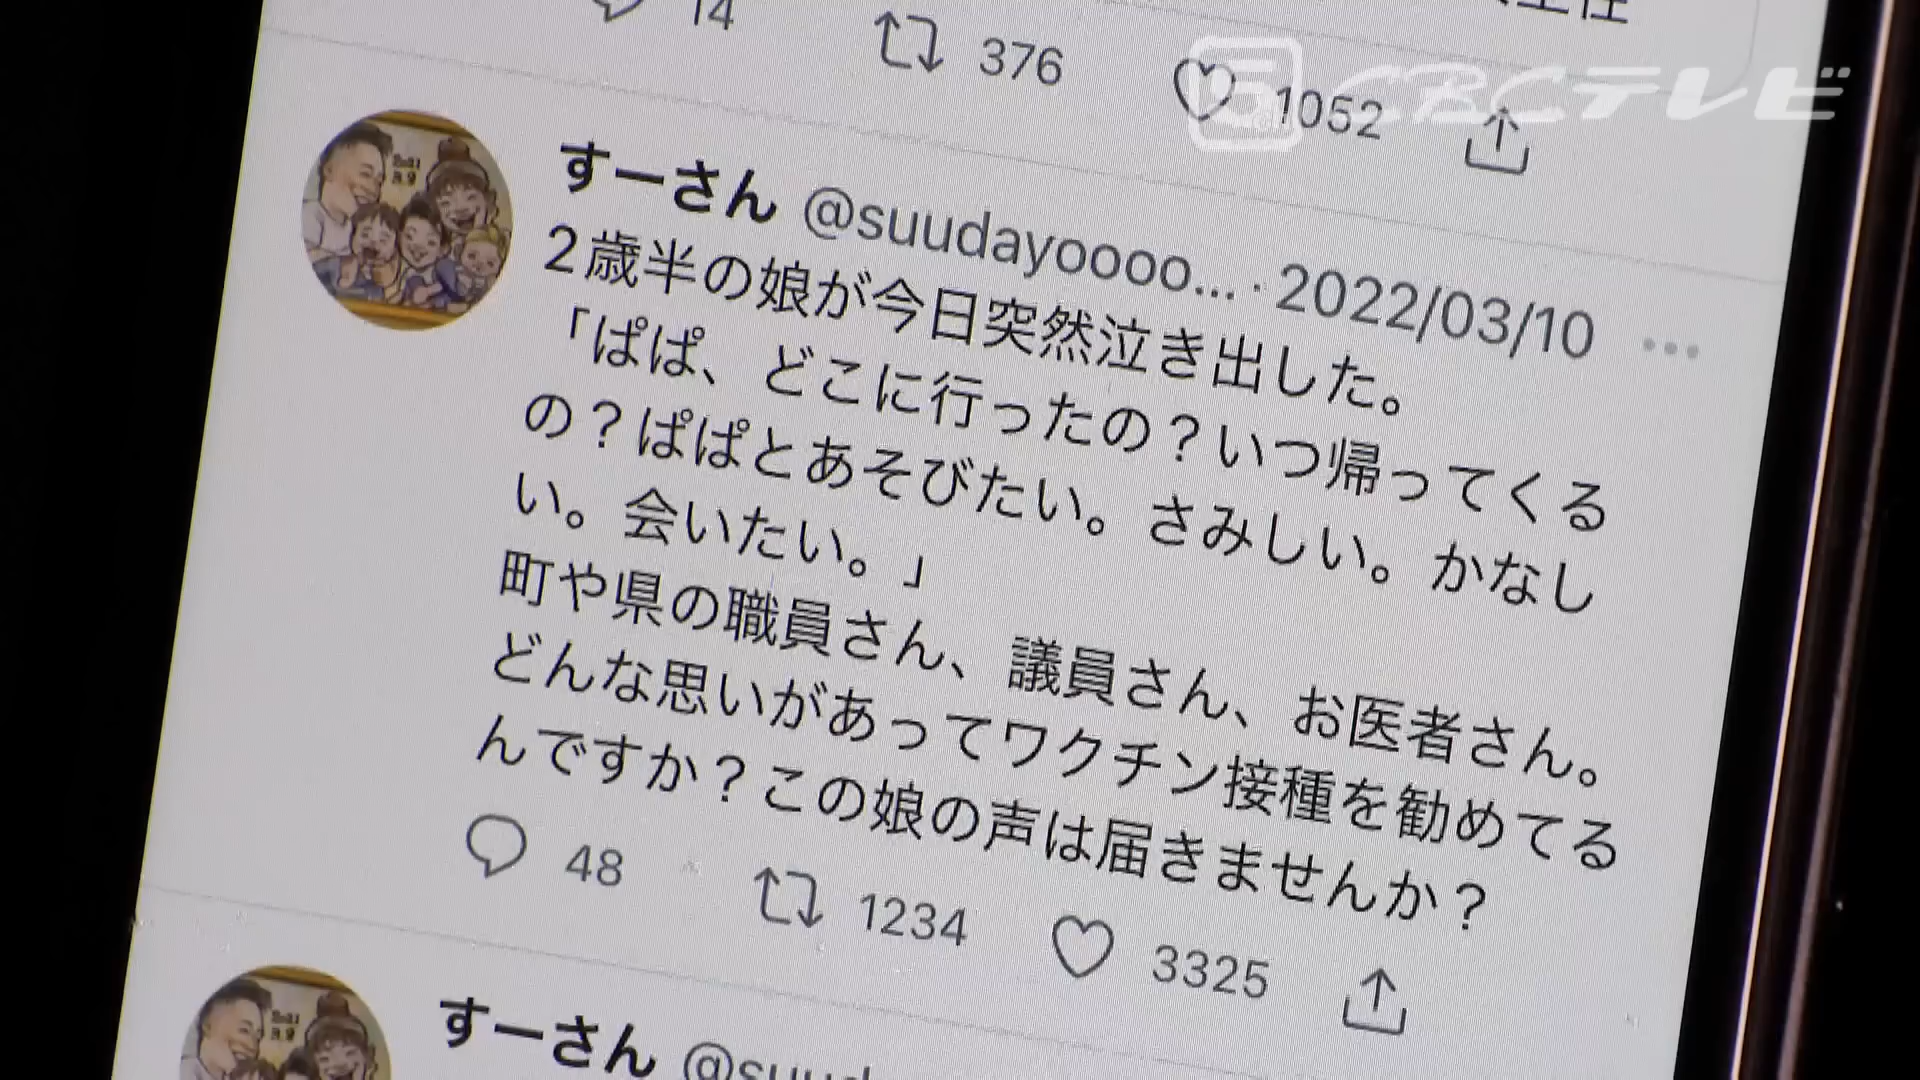 14 376 1052
CBCテレビ
すーさん @suudayoooo... · 2022/03/10 ...
2歳半の娘が今日突然泣き出した。
「ぱぱ、どこに行ったの？いつ帰ってくる
の？ぱぱとあそびたい。さみしい。かなし
い。会いたい。」
町や県の職員さん、議員さん、お医者さん。
どんな思いがあってワクチン接種を勧めてる
んですか？この娘の声は届きませんか？
48 1234 3325
すーさん